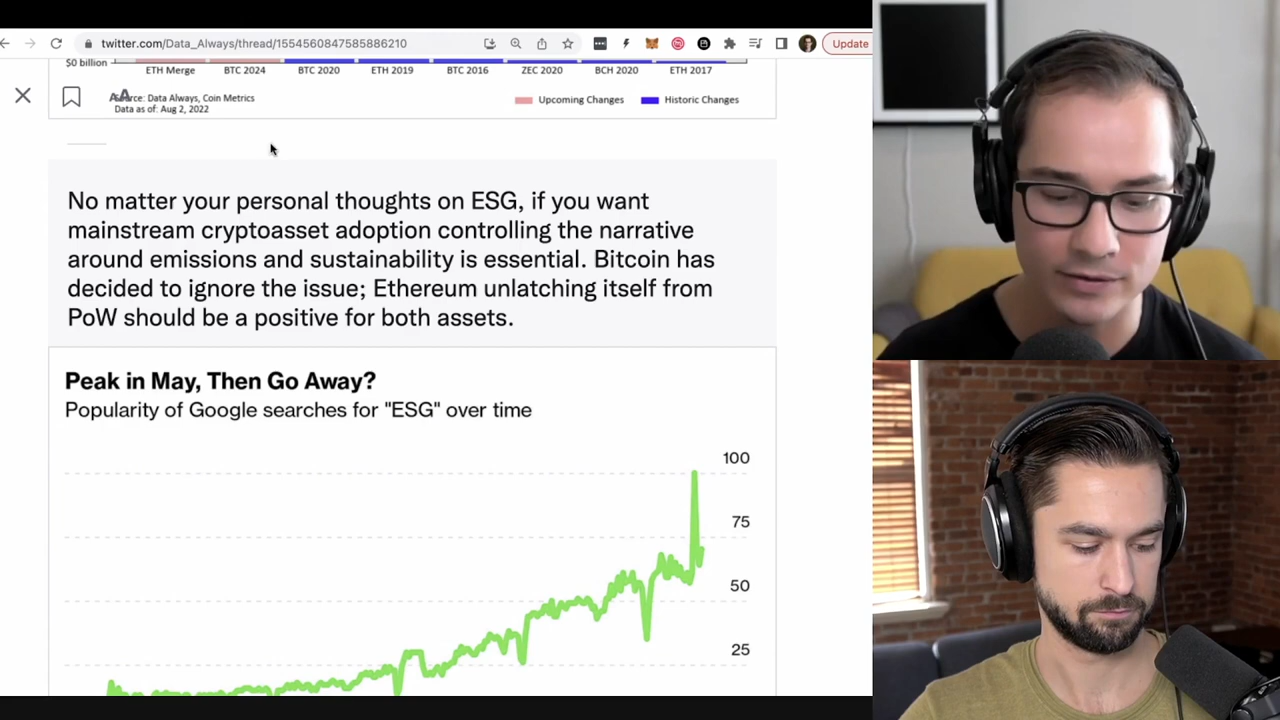 twitter.com/Data_Always/thread/1554560847585886210
Update
$0 billion
ETH Merge BTC 2024 BTC 2020 ETH 2019 BTC 2016 ZEC 2020 BCH 2020 ETH 2017
AA
Source: Data Always, Coin Metrics
Data as of: Aug 2, 2022
Upcoming Changes Historic Changes
No matter your personal thoughts on ESG, if you want
mainstream cryptoasset adoption controlling the narrative
around emissions and sustainability is essential. Bitcoin has
decided to ignore the issue; Ethereum unlatching itself from
PoW should be a positive for both assets.
Peak in May, Then Go Away?
Popularity of Google searches for "ESG" over time
100
75
50
25